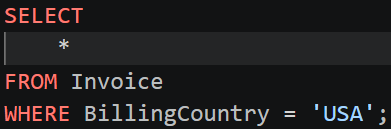 SELECT
    *
FROM Invoice
WHERE BillingCountry = 'USA';